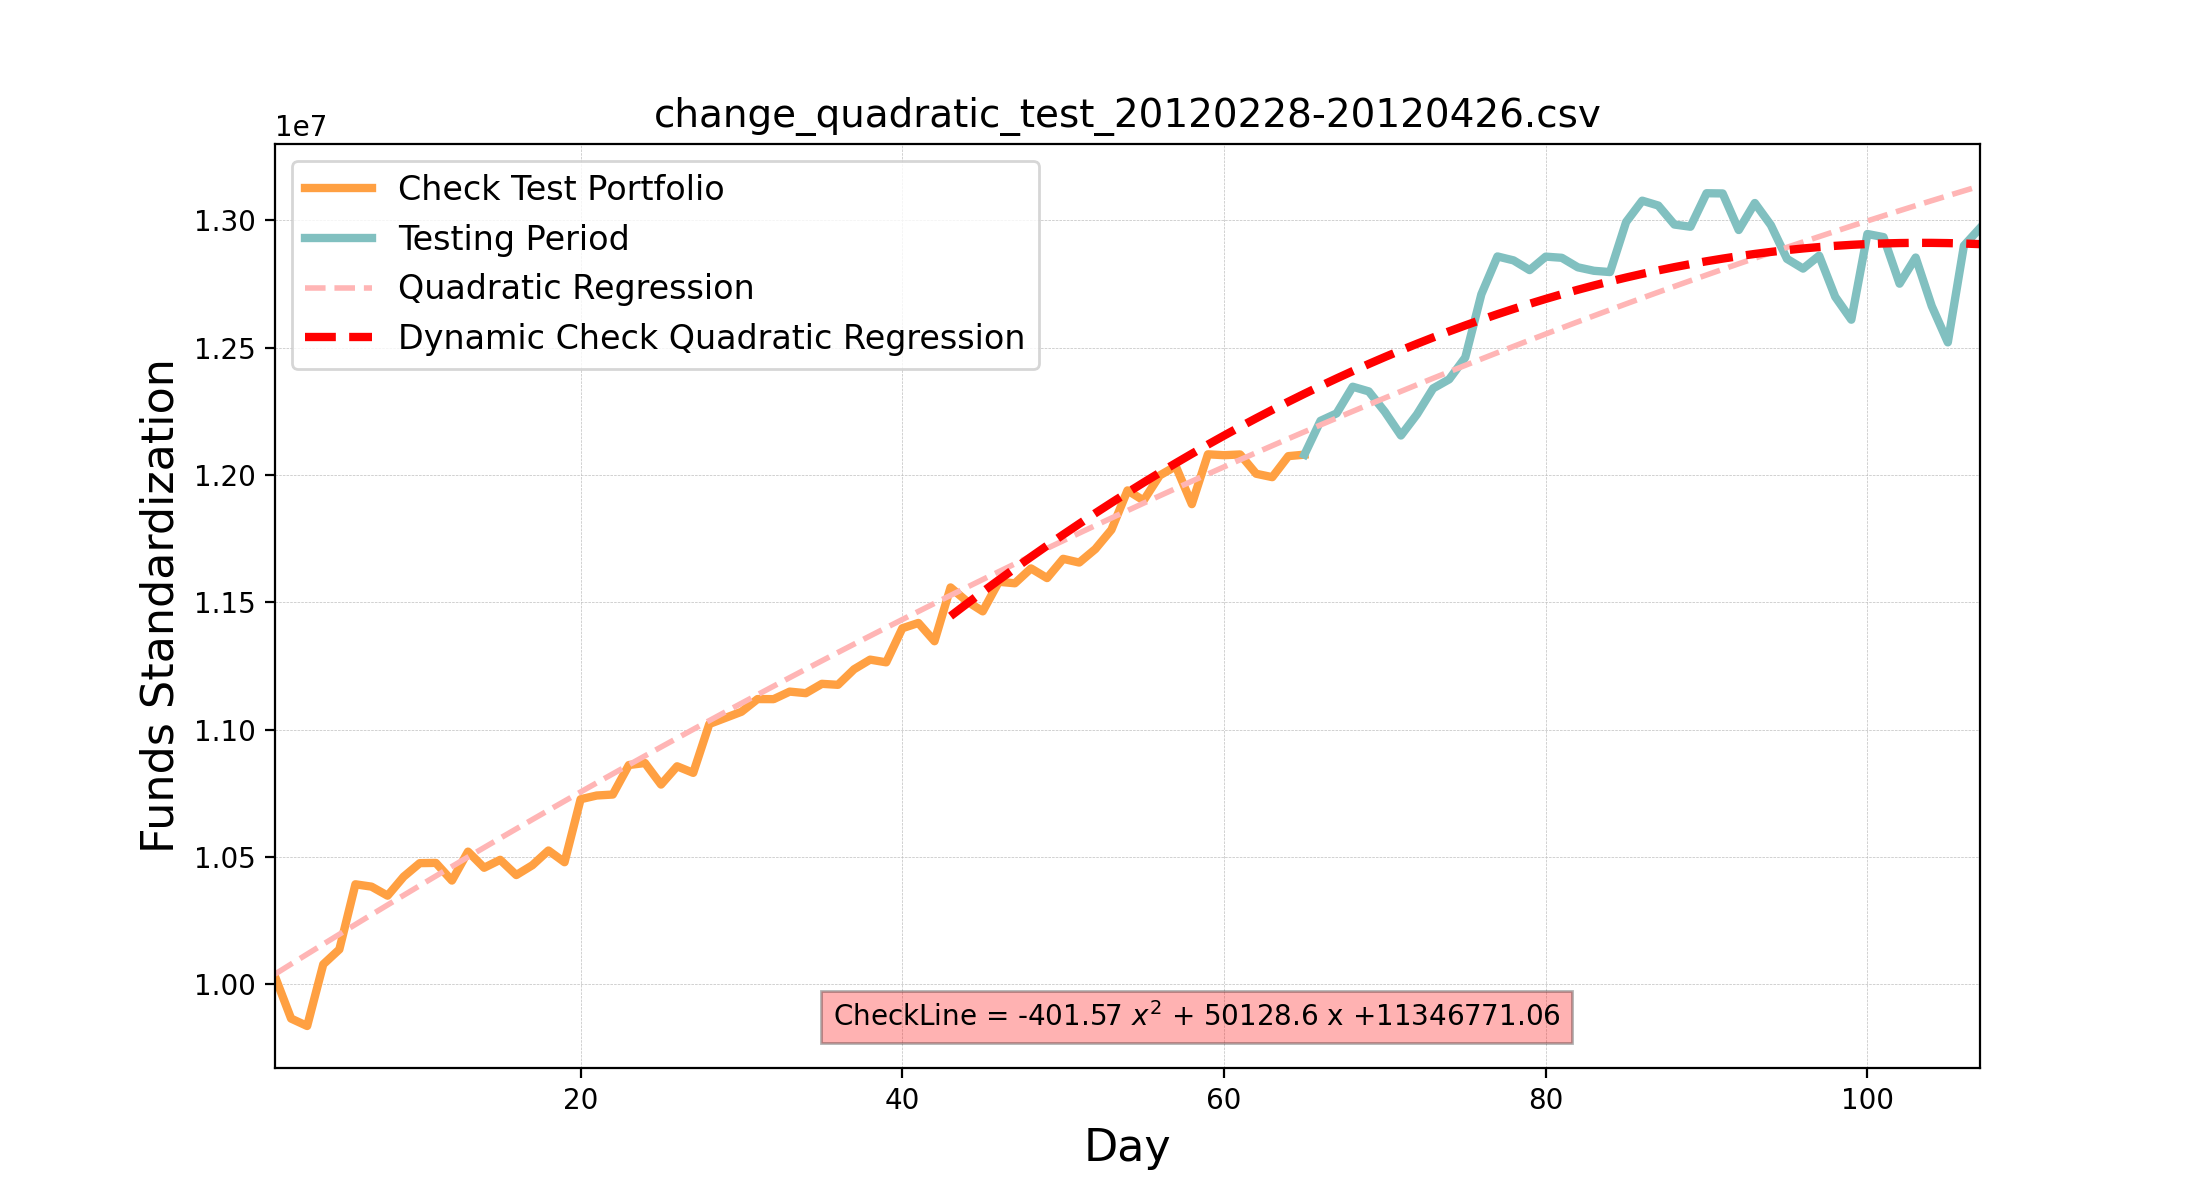 change_quadratic_test_20120228-20120426.csv
1e7
Check Test Portfolio
Testing Period
Quadratic Regression
Dynamic Check Quadratic Regression
1.30
1.25
1.20
1.15
1.10
1.05
1.00
Funds Standardization
CheckLine = -401.57 x² + 50128.6 x +11346771.06
20 40 60 80 100
Day